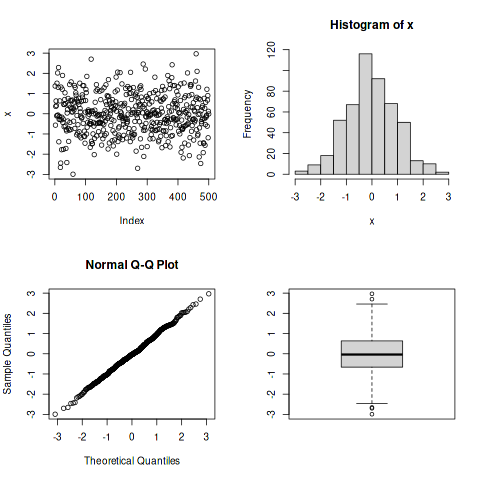 3
2
1
0
-1
-2
-3
x
0 100 200 300 400 500
Index
Histogram of x
120
80
60
40
20
0
Frequency
-3 -2 -1 0 1 2 3
x
Normal Q-Q Plot
3
2
1
0
-1
-2
-3
Sample Quantiles
-3 -2 -1 0 1 2 3
Theoretical Quantiles
3
2
1
0
-1
-2
-3